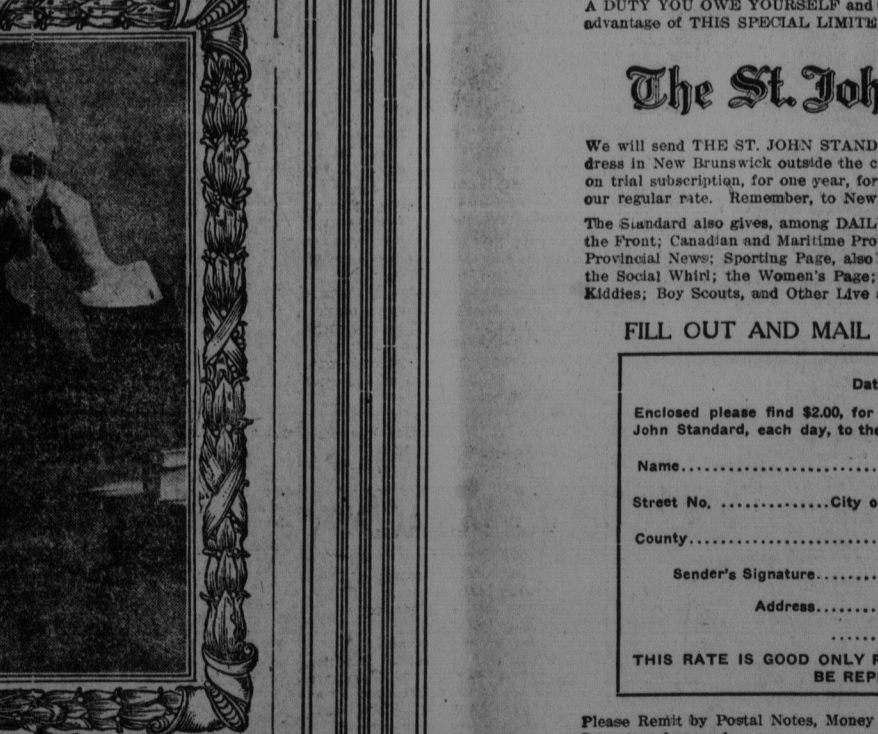 A DUTY YOU OWE YOURSELF and
advantage of THIS SPECIAL LIMITE
The St. Joh
We will send THE ST. JOHN STAND
dress in New Brunswick outside the c
on trial subscription, for one year, for
our regular rate. Remember, to New
The Standard also gives, among DAIL
the Front; Canadian and Maritime Pro
Provincial News; Sporting Page, also
the Social Whirl; the Women's Page;
Kiddies; Boy Scouts, and Other Live
FILL OUT AND MAIL
Dat
Enclosed please find $2.00, for
John Standard, each day, to the
Name..................
Street No. ..............City o
County.................
Sender's Signature.......
Address.......
......
THIS RATE IS GOOD ONLY F
BE REP
Please Remit by Postal Notes, Money